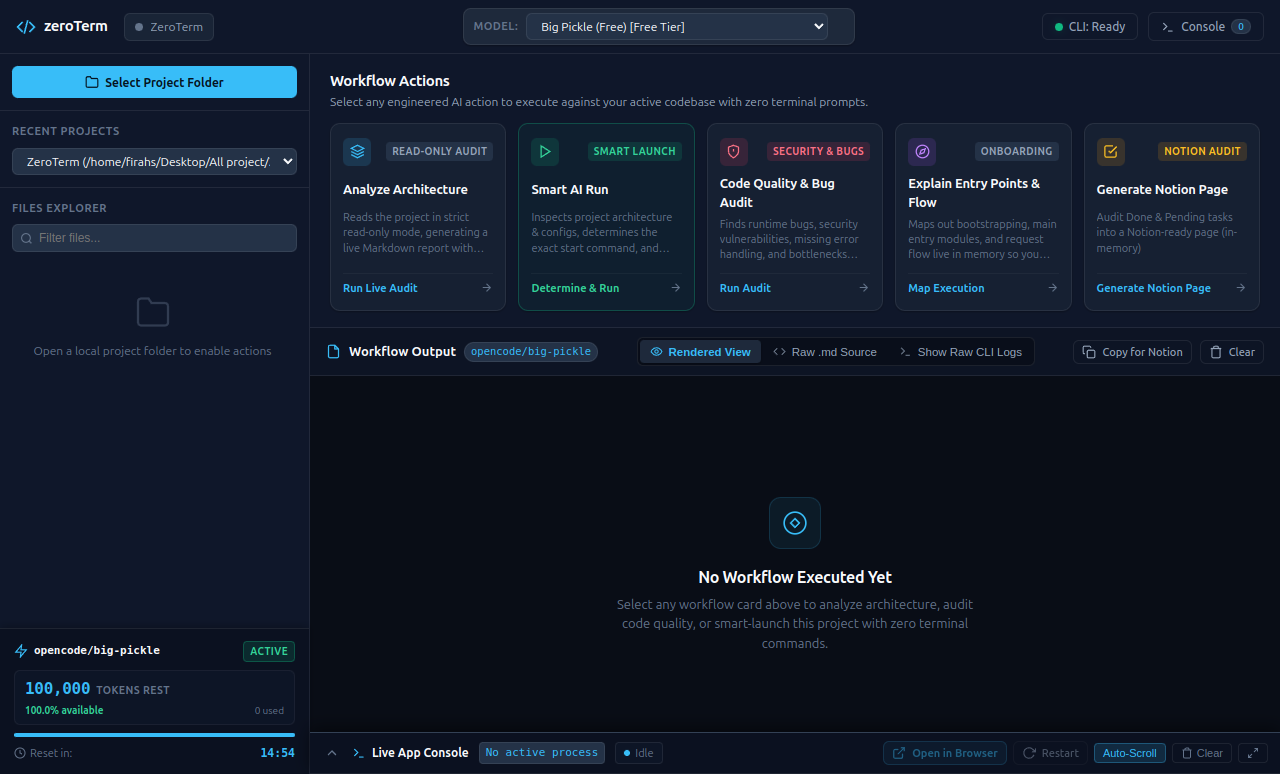 zeroTerm
ZeroTerm
MODEL:
Big Pickle (Free) [Free Tier]
CLI: Ready
Console
0
Select Project Folder
RECENT PROJECTS
ZeroTerm (/home/firahs/Desktop/All project/
FILES EXPLORER
Filter files...
Open a local project folder to enable actions
opencode/big-pickle
ACTIVE
100,000 TOKENS REST
100.0% available
0 used
Reset in:
14:54
Workflow Actions
Select any engineered AI action to execute against your active codebase with zero terminal prompts.
READ-ONLY AUDIT
Analyze Architecture
Reads the project in strict
read-only mode, generating a
live Markdown report with...
Run Live Audit
SMART LAUNCH
Smart AI Run
Inspects project architecture
& configs, determines the
exact start command, and...
Determine & Run
SECURITY & BUGS
Code Quality & Bug
Audit
Finds runtime bugs, security
vulnerabilities, missing error
handling, and bottlenecks...
Run Audit
ONBOARDING
Explain Entry Points &
Flow
Maps out bootstrapping, main
entry modules, and request
flow live in memory so you...
Map Execution
NOTION AUDIT
Generate Notion Page
Audit Done & Pending tasks
into a Notion-ready page (in-
memory)
Generate Notion Page
Workflow Output
opencode/big-pickle
Rendered View
Raw .md Source
Show Raw CLI Logs
Copy for Notion
Clear
No Workflow Executed Yet
Select any workflow card above to analyze architecture, audit
code quality, or smart-launch this project with zero terminal
commands.
Live App Console
No active process
Idle
Open in Browser
Restart
Auto-Scroll
Clear